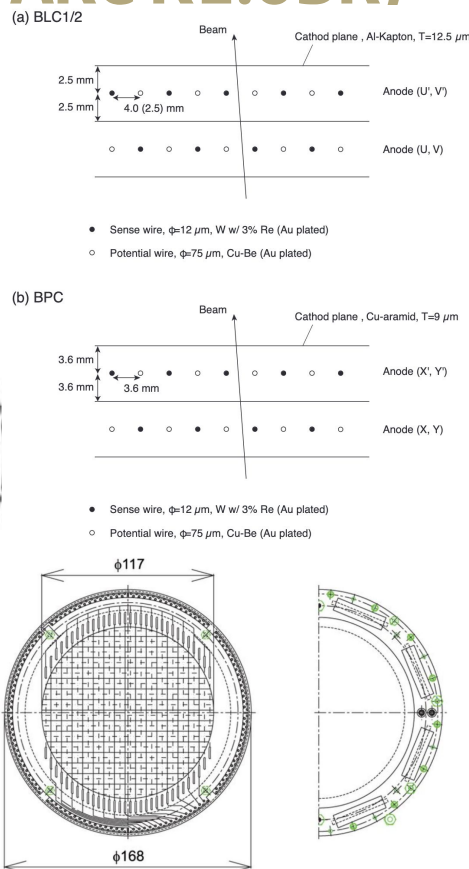 (a) BLC1/2
Beam
Cathod plane , Al-Kapton, T=12.5 μm
2.5 mm
Anode (U', V')
2.5 mm
4.0 (2.5) mm
Anode (U, V)
Sense wire, ϕ=12 μm, W w/ 3% Re (Au plated)
Potential wire, ϕ=75 μm, Cu-Be (Au plated)
(b) BPC
Beam
Cathod plane , Cu-aramid, T=9 μm
3.6 mm
Anode (X', Y')
3.6 mm
3.6 mm
Anode (X, Y)
Sense wire, ϕ=12 μm, W w/ 3% Re (Au plated)
Potential wire, ϕ=75 μm, Cu-Be (Au plated)
ϕ117
ϕ168